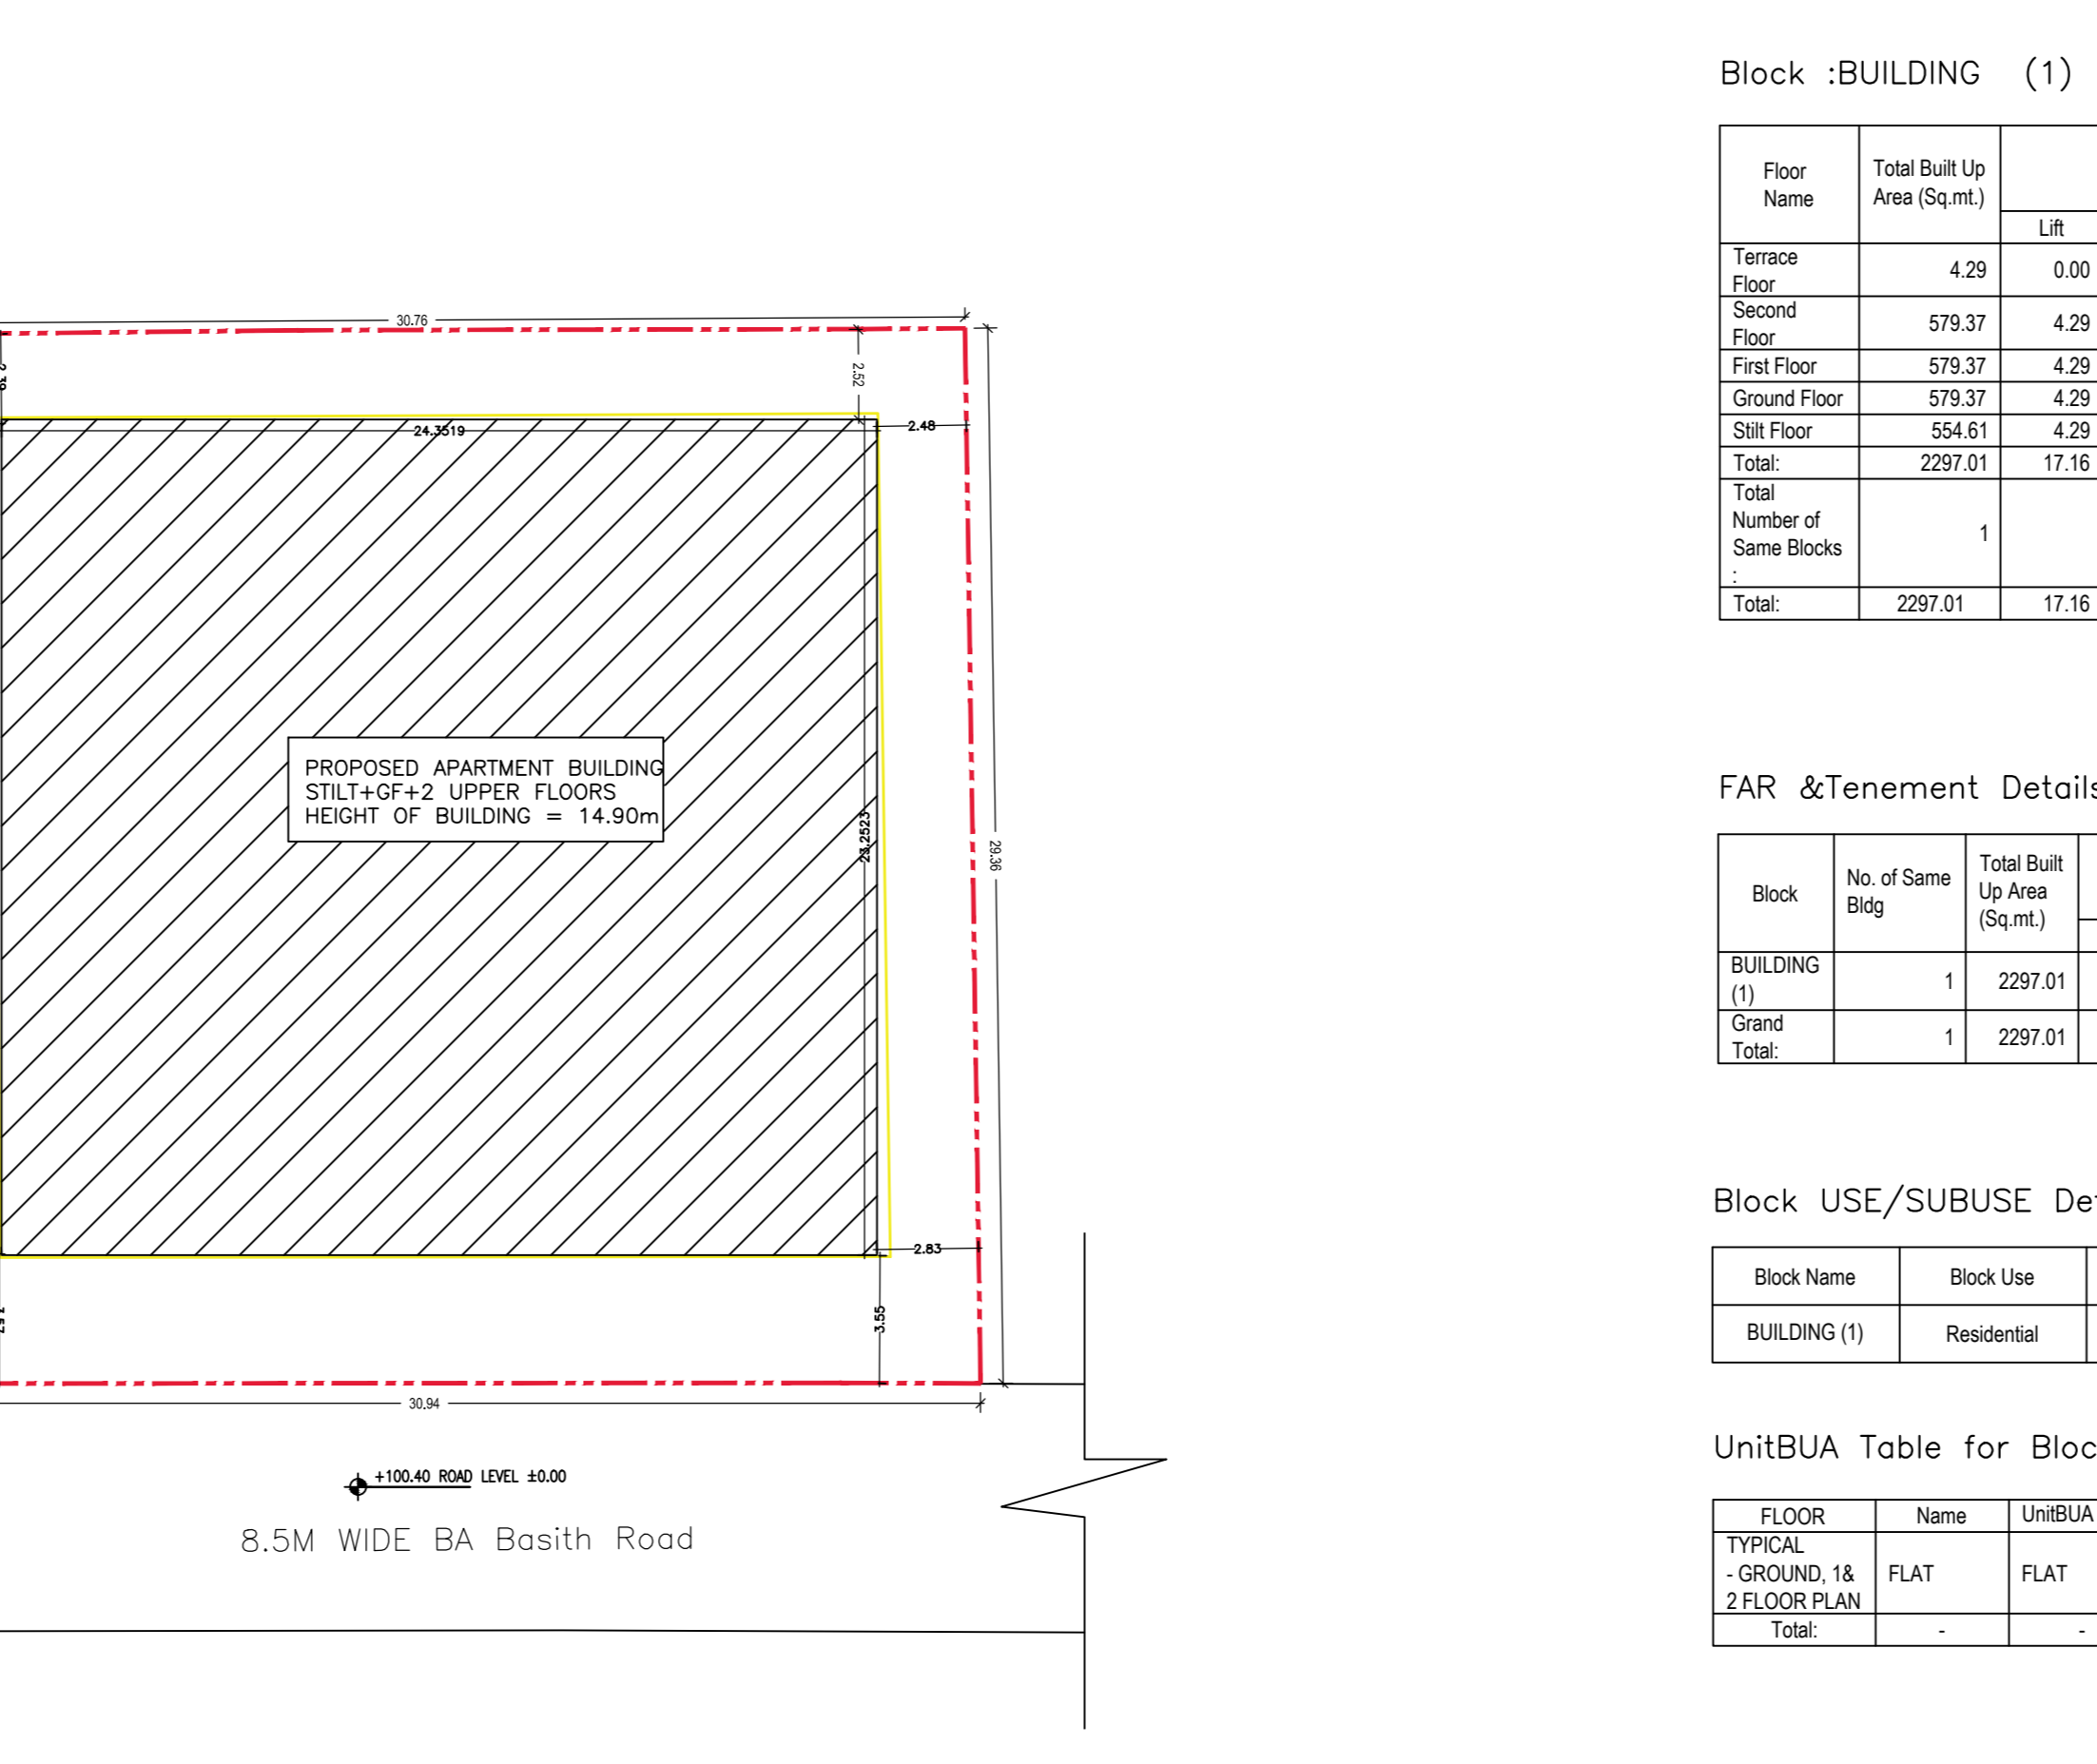 30.76
2.52
24.3519
2.48
PROPOSED APARTMENT BUILDING
STILT+GF+2 UPPER FLOORS
HEIGHT OF BUILDING = 14.90m
23.2523
29.36
2.83
3.55
30.94
+100.40 ROAD LEVEL ±0.00
8.5M WIDE BA Basith Road
Block :BUILDING (1)
Floor
Name
Total Built Up
Area (Sq.mt.)
Lift
Terrace
Floor
4.29
0.00
Second
Floor
579.37
4.29
First Floor
579.37
4.29
Ground Floor
579.37
4.29
Stilt Floor
554.61
4.29
Total:
2297.01
17.16
Total
Number of
Same Blocks
:
1
Total:
2297.01
17.16
FAR &Tenement Details
Block
No. of Same
Bldg
Total Built
Up Area
(Sq.mt.)
BUILDING
(1)
1
2297.01
Grand
Total:
1
2297.01
Block USE/SUBUSE De
Block Name
Block Use
BUILDING (1)
Residential
UnitBUA Table for Bloc
FLOOR
Name
UnitBUA
TYPICAL
- GROUND, 1&
2 FLOOR PLAN
FLAT
FLAT
Total:
-
-